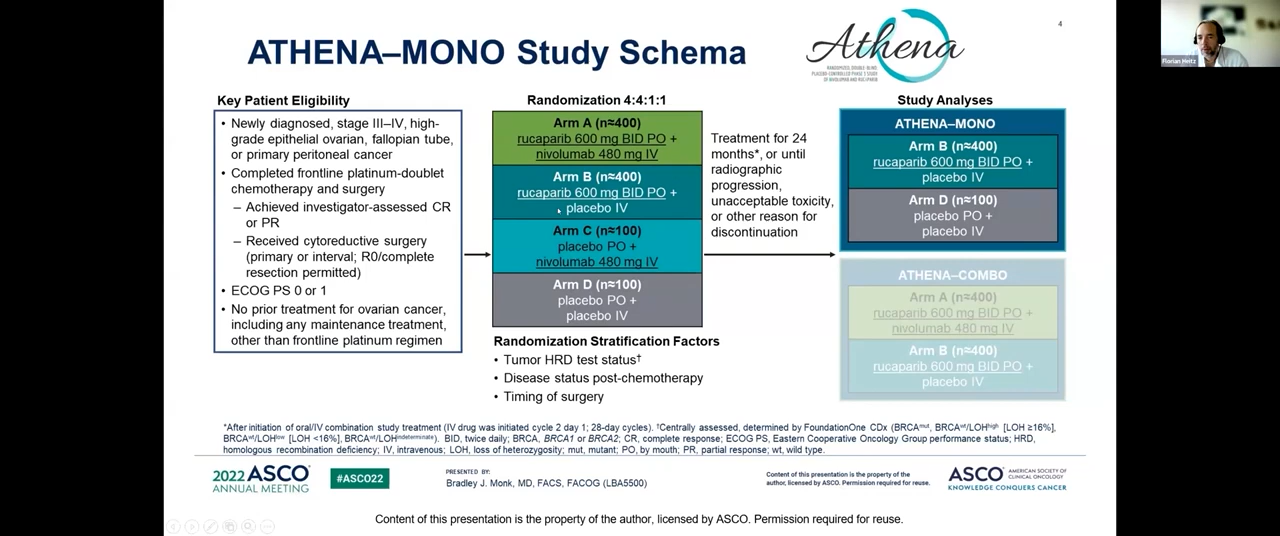 4
Florian Heitz
ATHENA–MONO Study Schema
Athena
RANDOMIZED, DOUBLE-BLIND,
PLACEBO-CONTROLLED PHASE 3 STUDY
OF NIVOLUMAB AND RUCAPARIB
Key Patient Eligibility
• Newly diagnosed, stage III–IV, high-
grade epithelial ovarian, fallopian tube,
or primary peritoneal cancer
• Completed frontline platinum-doublet
chemotherapy and surgery
– Achieved investigator-assessed CR
or PR
– Received cytoreductive surgery
(primary or interval; R0/complete
resection permitted)
• ECOG PS 0 or 1
• No prior treatment for ovarian cancer,
including any maintenance treatment,
other than frontline platinum regimen
Randomization 4:4:1:1
Arm A (n≈400)
rucaparib 600 mg BID PO +
nivolumab 480 mg IV
Arm B (n≈400)
rucaparib 600 mg BID PO +
placebo IV
Arm C (n≈100)
placebo PO +
nivolumab 480 mg IV
Arm D (n≈100)
placebo PO +
placebo IV
Randomization Stratification Factors
• Tumor HRD test status†
• Disease status post-chemotherapy
• Timing of surgery
Treatment for 24
months*, or until
radiographic
progression,
unacceptable toxicity,
or other reason for
discontinuation
Study Analyses
ATHENA–MONO
Arm B (n≈400)
rucaparib 600 mg BID PO +
placebo IV
Arm D (n≈100)
placebo PO +
placebo IV
ATHENA–COMBO
Arm A (n≈400)
rucaparib 600 mg BID PO +
nivolumab 480 mg IV
Arm B (n≈400)
rucaparib 600 mg BID PO +
placebo IV
*After initiation of oral/IV combination study treatment (IV drug was initiated cycle 2 day 1; 28-day cycles). †Centrally assessed, determined by FoundationOne CDx (BRCAmut, BRCAwt/LOHhigh [LOH ≥16%],
BRCAwt/LOHlow [LOH <16%], BRCAwt/LOHindeterminate). BID, twice daily; BRCA, BRCA1 or BRCA2; CR, complete response; ECOG PS, Eastern Cooperative Oncology Group performance status; HRD,
homologous recombination deficiency; IV, intravenous; LOH, loss of heterozygosity; mut, mutant; PO, by mouth; PR, partial response; wt, wild type.
2022 ASCO
ANNUAL MEETING
#ASCO22
PRESENTED BY:
Bradley J. Monk, MD, FACS, FACOG (LBA5500)
Content of this presentation is the property of the
author, licensed by ASCO. Permission required for reuse.
ASCO AMERICAN SOCIETY OF
CLINICAL ONCOLOGY
KNOWLEDGE CONQUERS CANCER
Content of this presentation is the property of the author, licensed by ASCO. Permission required for reuse.